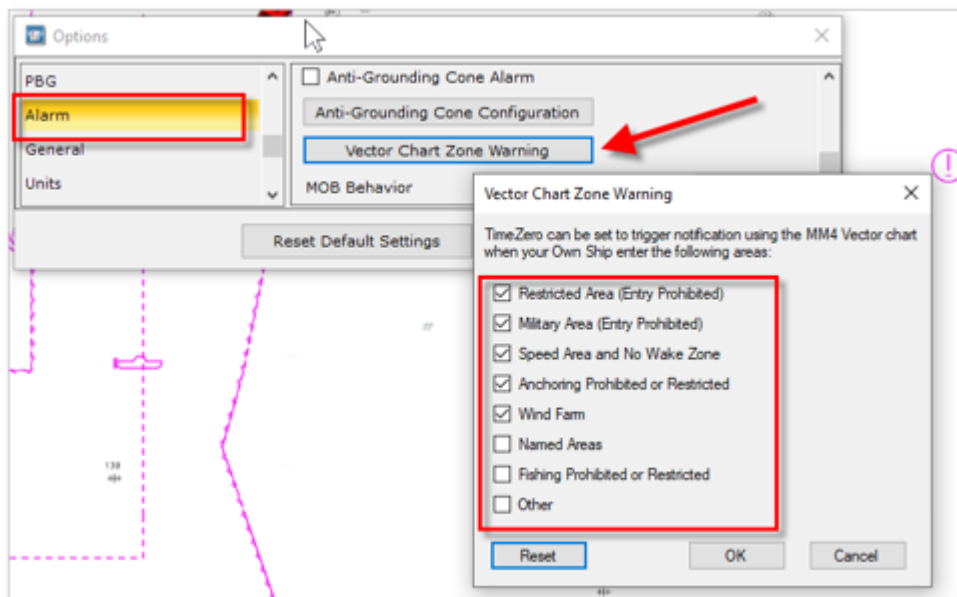 Options
PBG
Alarm
General
Units
Anti-Grounding Cone Alarm
Anti-Grounding Cone Configuration
Vector Chart Zone Warning
MOB Behavior
Reset Default Settings
Vector Chart Zone Warning
TimeZero can be set to trigger notification using the MM4 Vector chart
when your Own Ship enter the following areas:
Restricted Area (Entry Prohibited)
Military Area (Entry Prohibited)
Speed Area and No Wake Zone
Anchoring Prohibited or Restricted
Wind Farm
Named Areas
Fishing Prohibited or Restricted
Other
Reset
OK
Cancel
138